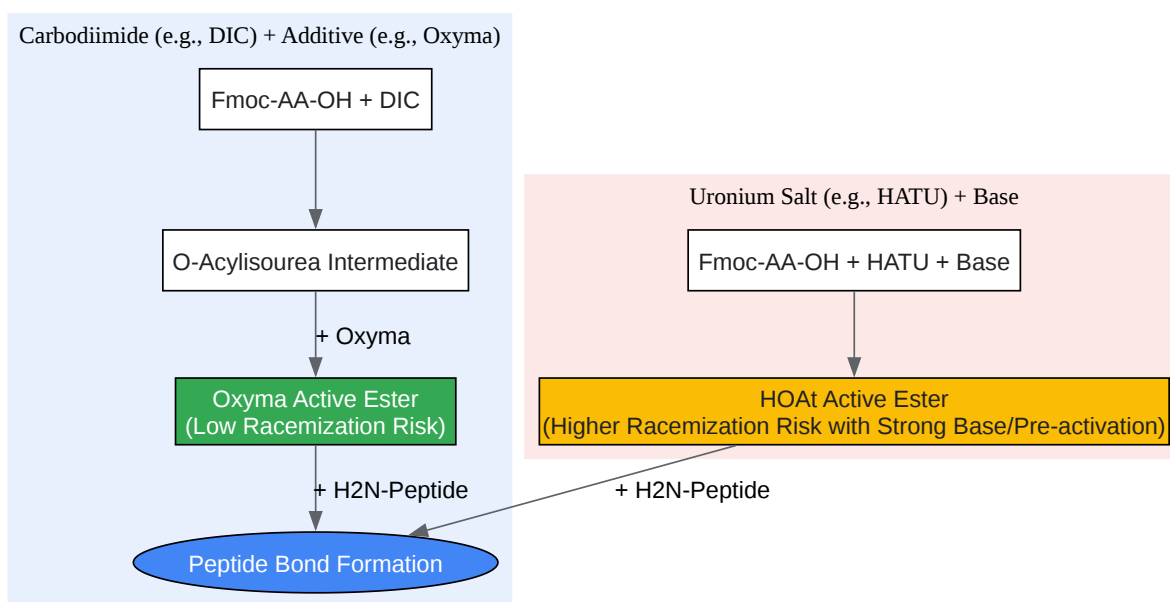 Carbodiimide (e.g., DIC) + Additive (e.g., Oxyma)
Fmoc-AA-OH + DIC
O-Acylisourea Intermediate
+ Oxyma
Oxyma Active Ester
(Low Racemization Risk)
+ H2N-Peptide
Peptide Bond Formation
Uronium Salt (e.g., HATU) + Base
Fmoc-AA-OH + HATU + Base
HOAt Active Ester
(Higher Racemization Risk with Strong Base/Pre-activation)
+ H2N-Peptide